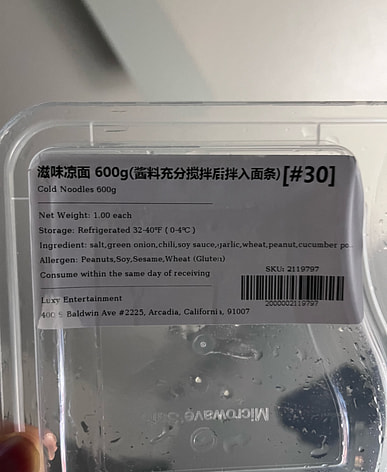 滋味凉面 600g(酱料充分搅拌后拌入面条)[#30]
Cold Noodles 600g
Net Weight: 1.00 each
Storage: Refrigerated 32-40°F ( 0-4°C )
Ingredient: salt,green onion,chili,soy sauce,garlic,wheat,peanut,cucumber po
Allergen: Peanuts,Soy,Sesame,Wheat (Gluten)
Consume within the same day of receiving
SKU: 2119797
2000002119797
Luxy Entertainment
400 S Baldwin Ave #2225, Arcadia, California, 91007
Microwave